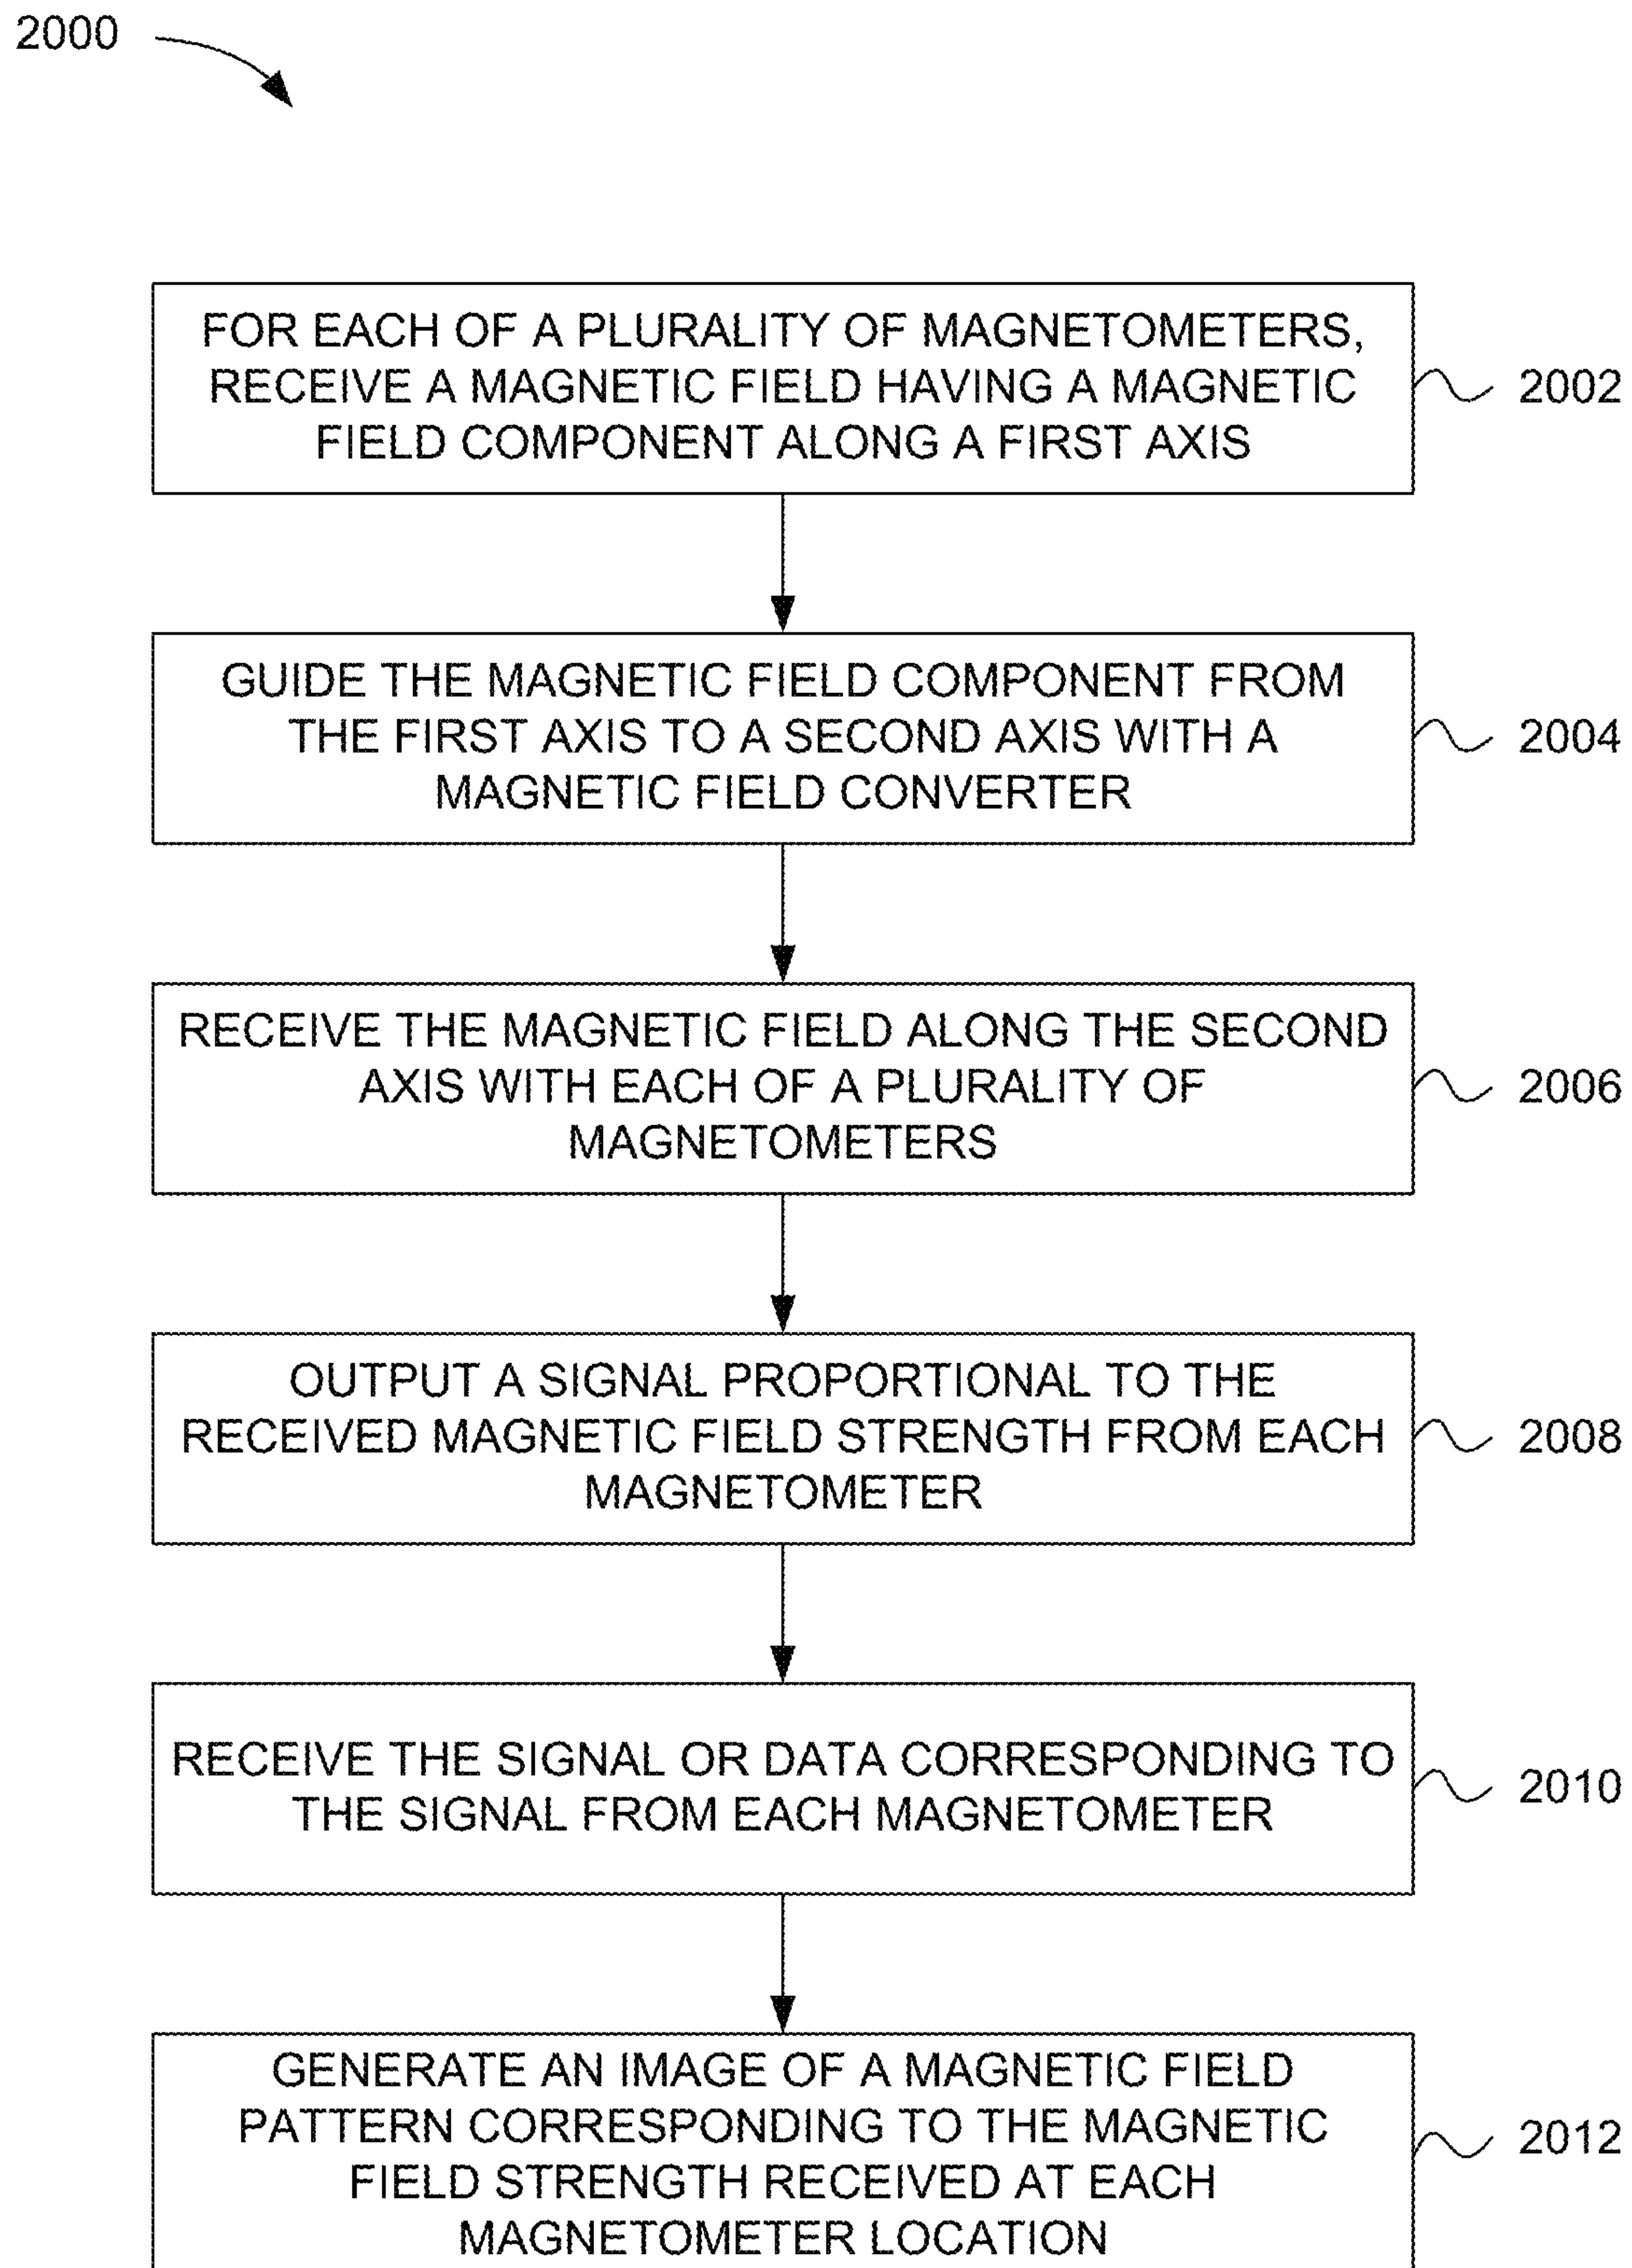 2000
FOR EACH OF A PLURALITY OF MAGNETOMETERS,
RECEIVE A MAGNETIC FIELD HAVING A MAGNETIC
FIELD COMPONENT ALONG A FIRST AXIS
2002
GUIDE THE MAGNETIC FIELD COMPONENT FROM
THE FIRST AXIS TO A SECOND AXIS WITH A
MAGNETIC FIELD CONVERTER
2004
RECEIVE THE MAGNETIC FIELD ALONG THE SECOND
AXIS WITH EACH OF A PLURALITY OF
MAGNETOMETERS
2006
OUTPUT A SIGNAL PROPORTIONAL TO THE
RECEIVED MAGNETIC FIELD STRENGTH FROM EACH
MAGNETOMETER
2008
RECEIVE THE SIGNAL OR DATA CORRESPONDING TO
THE SIGNAL FROM EACH MAGNETOMETER
2010
GENERATE AN IMAGE OF A MAGNETIC FIELD
PATTERN CORRESPONDING TO THE MAGNETIC
FIELD STRENGTH RECEIVED AT EACH
MAGNETOMETER LOCATION
2012